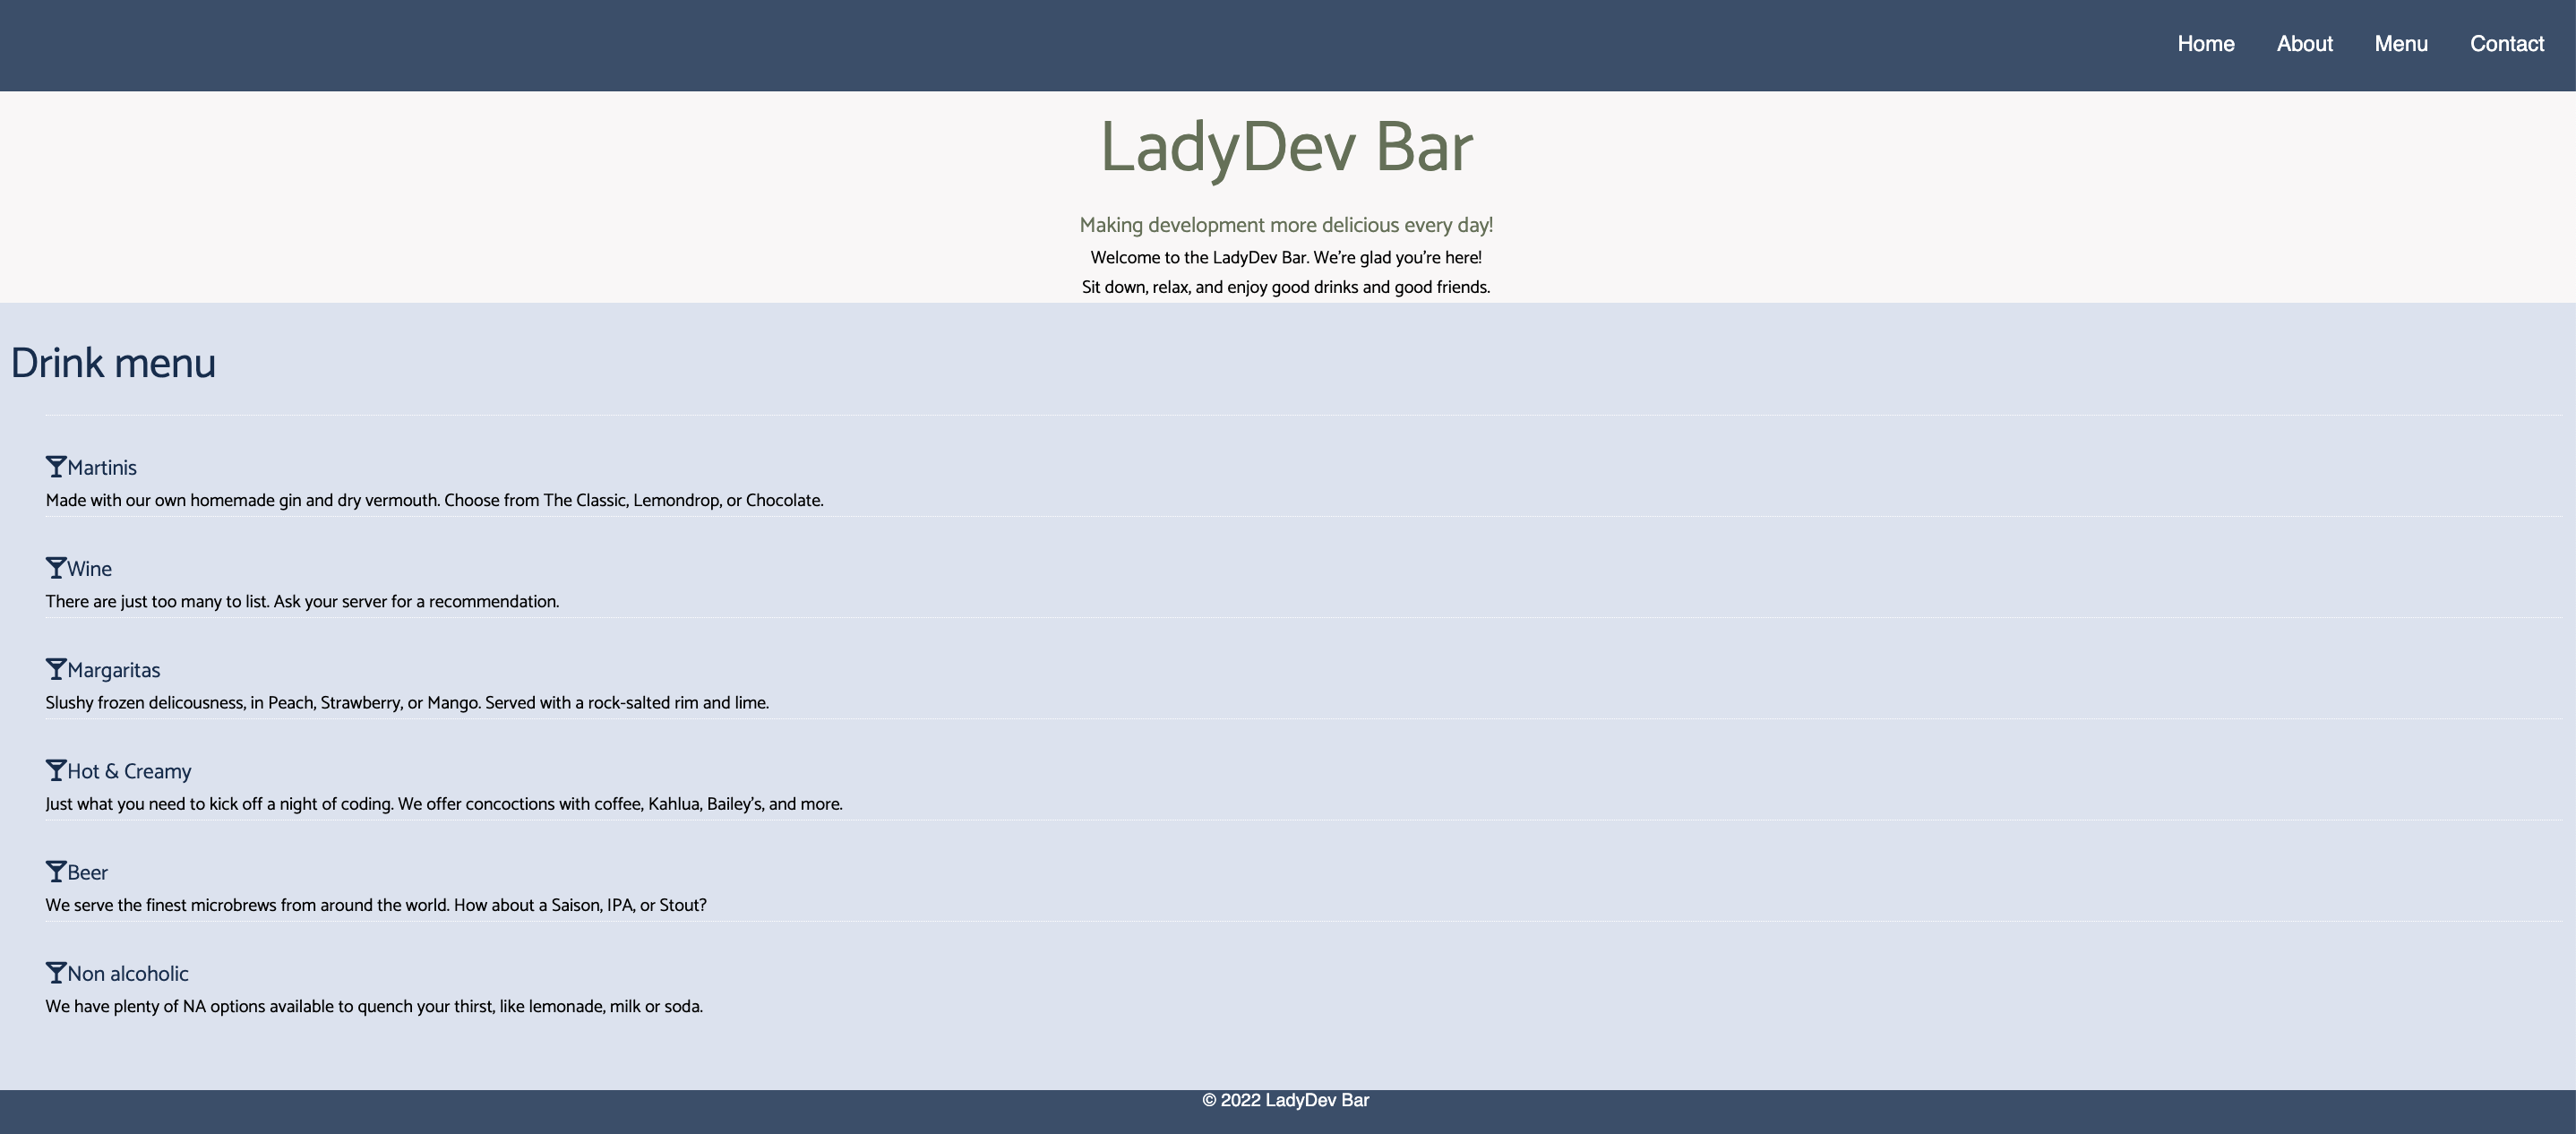 Home About Menu Contact
LadyDev Bar
Making development more delicious every day!
Welcome to the LadyDev Bar. We're glad you're here!
Sit down, relax, and enjoy good drinks and good friends.
Drink menu
Martinis
Made with our own homemade gin and dry vermouth. Choose from The Classic, Lemondrop, or Chocolate.
Wine
There are just too many to list. Ask your server for a recommendation.
Margaritas
Slushy frozen delicousness, in Peach, Strawberry, or Mango. Served with a rock-salted rim and lime.
Hot & Creamy
Just what you need to kick off a night of coding. We offer concoctions with coffee, Kahlua, Bailey's, and more.
Beer
We serve the finest microbrews from around the world. How about a Saison, IPA, or Stout?
Non alcoholic
We have plenty of NA options available to quench your thirst, like lemonade, milk or soda.
© 2022 LadyDev Bar